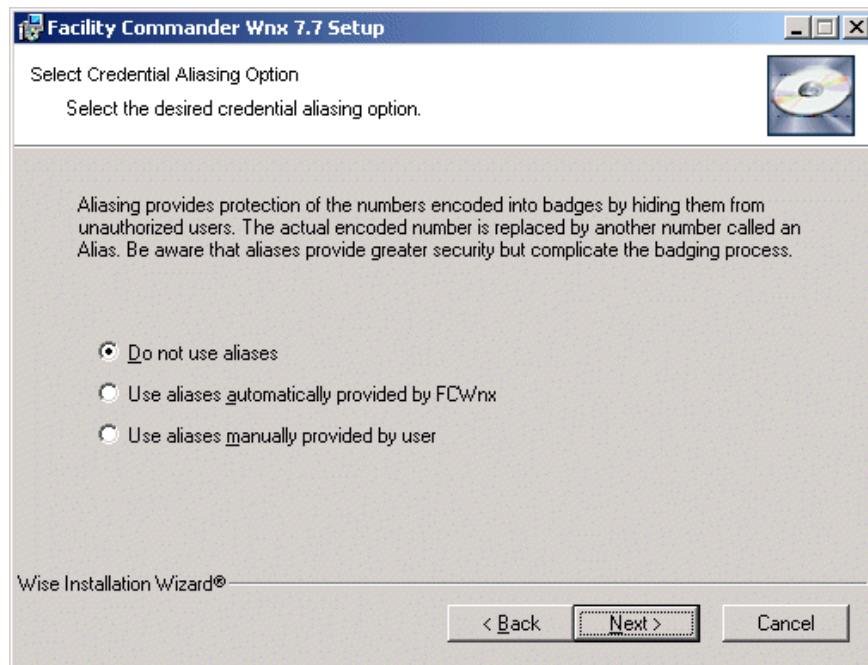 Facility Commander Wnx 7.7 Setup
Select Credential Aliasing Option
Select the desired credential aliasing option.
Aliasing provides protection of the numbers encoded into badges by hiding them from
unauthorized users. The actual encoded number is replaced by another number called an
Alias. Be aware that aliases provide greater security but complicate the badging process.
Do not use aliases
Use aliases automatically provided by FCWnx
Use aliases manually provided by user
Wise Installation Wizard®
< Back Next > Cancel